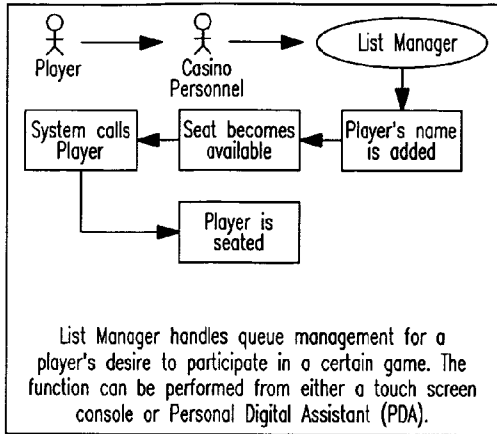 Player
Casino
Personnel
List Manager
System calls
Player
Seat becomes
available
Player's name
is added
Player is
seated
List Manager handles queue management for a
player's desire to participate in a certain game. The
function can be performed from either a touch screen
console or Personal Digital Assistant (PDA).